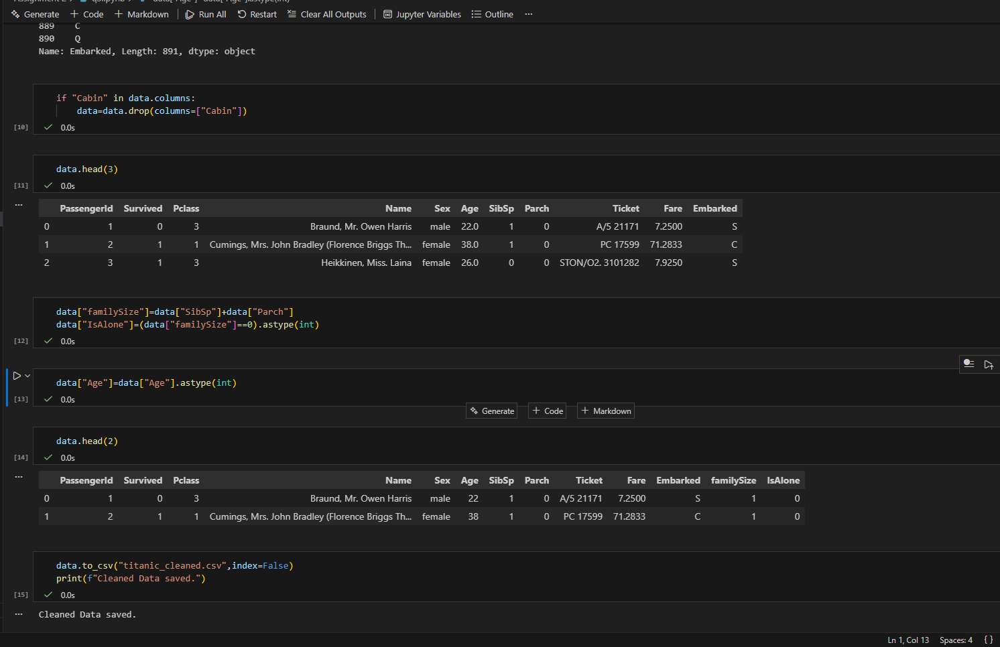 Generate + Code + Markdown Run All Restart Clear All Outputs Jupyter Variables Outline ...
889 C
890 Q
Name: Embarked, Length: 891, dtype: object
if "Cabin" in data.columns:
data=data.drop(columns=["Cabin"])
[10] 0.0s
data.head(3)
[11] 0.0s
...
PassengerId Survived Pclass Name Sex Age SibSp Parch Ticket Fare Embarked
0 1 0 3 Braund, Mr. Owen Harris male 22.0 1 0 A/5 21171 7.2500 S
1 2 1 1 Cumings, Mrs. John Bradley (Florence Briggs Th... female 38.0 1 0 PC 17599 71.2833 C
2 3 1 3 Heikkinen, Miss. Laina female 26.0 0 0 STON/O2. 3101282 7.9250 S
data["familySize"]=data["SibSp"]+data["Parch"]
data["IsAlone"]=(data["familySize"]==0).astype(int)
[12] 0.0s
data["Age"]=data["Age"].astype(int)
[13] 0.0s
Generate + Code + Markdown
data.head(2)
[14] 0.0s
...
PassengerId Survived Pclass Name Sex Age SibSp Parch Ticket Fare Embarked familySize IsAlone
0 1 0 3 Braund, Mr. Owen Harris male 22 1 0 A/5 21171 7.2500 S 1 0
1 2 1 1 Cumings, Mrs. John Bradley (Florence Briggs Th... female 38 1 0 PC 17599 71.2833 C 1 0
data.to_csv("titanic_cleaned.csv",index=False)
print(f"Cleaned Data saved.")
[15] 0.0s
... Cleaned Data saved.
Ln 1, Col 13 Spaces: 4 { }